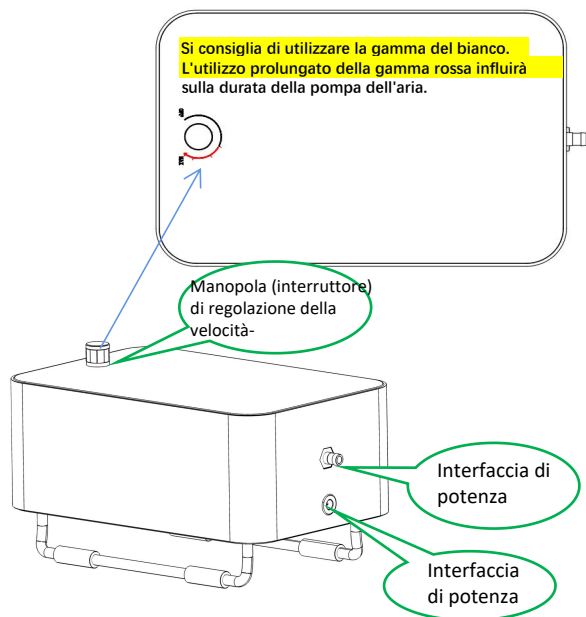 Si consiglia di utilizzare la gamma del bianco.
L'utilizzo prolungato della gamma rossa influirà
sulla durata della pompa dell'aria.
Manopola (interruttore)
di regolazione della
velocità-
Interfaccia di
potenza
Interfaccia
di potenza